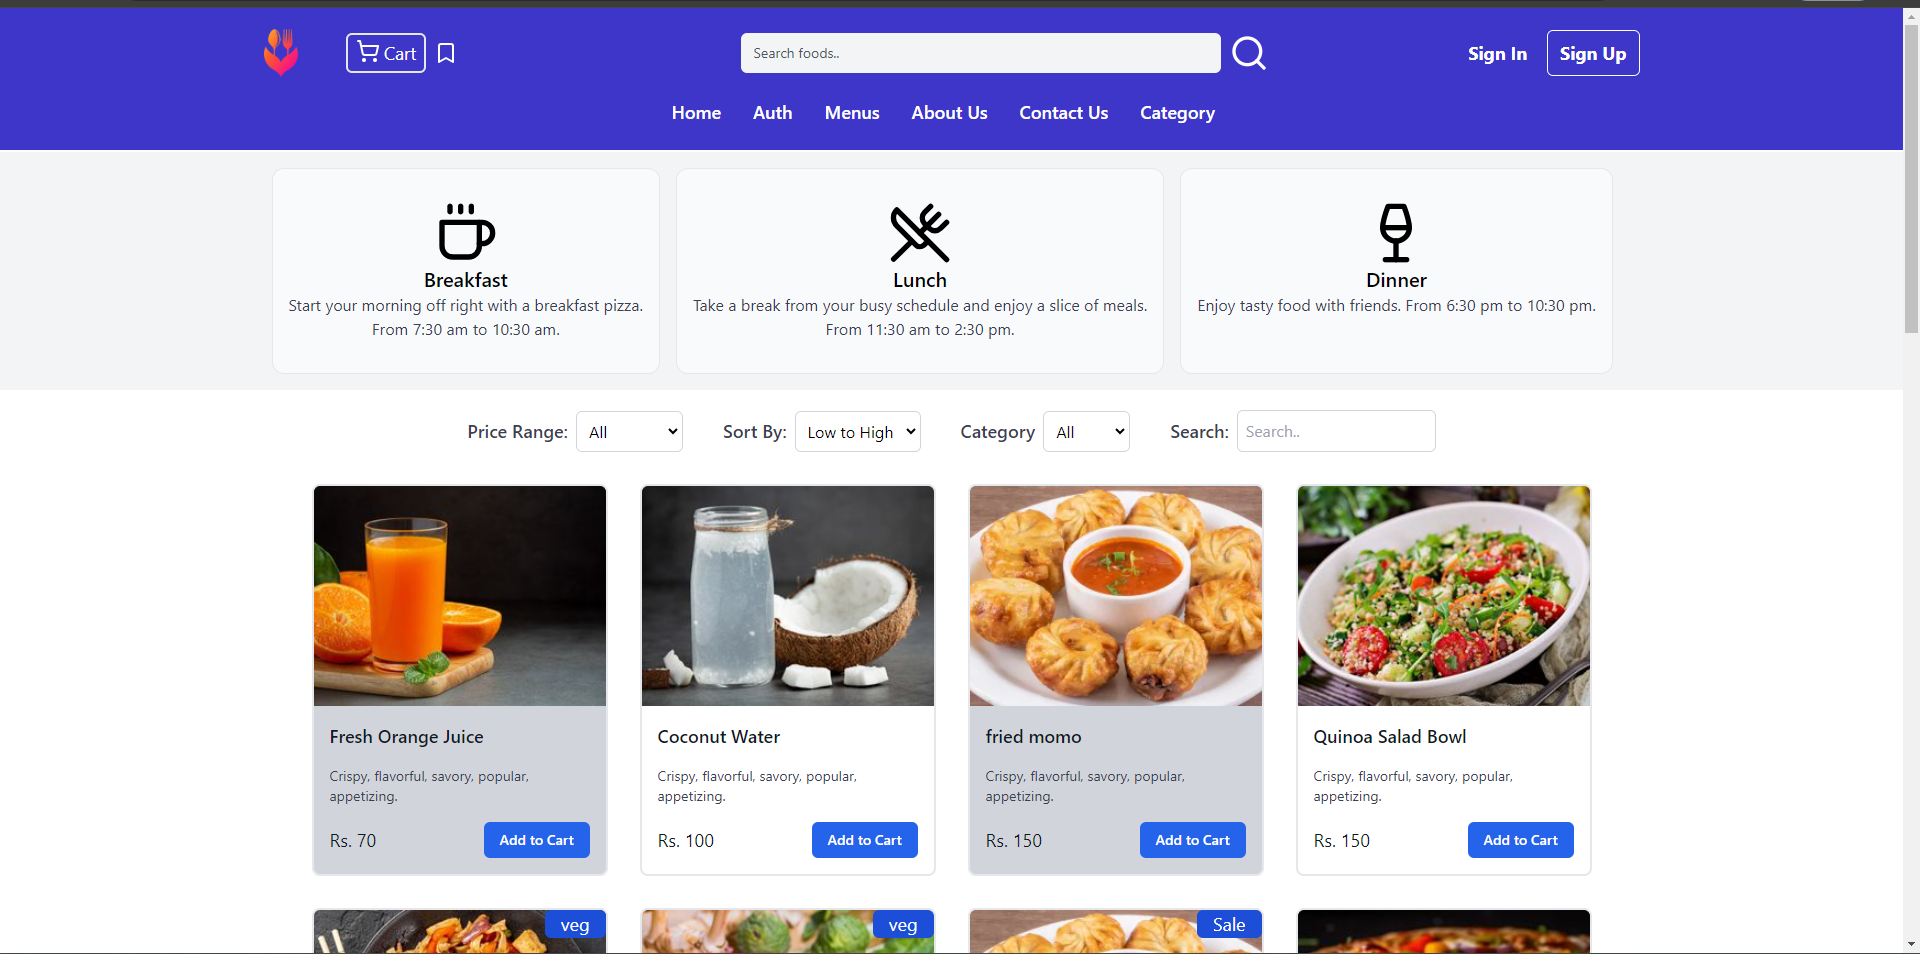 Cart
Search foods..
Sign In
Sign Up
Home
Auth
Menus
About Us
Contact Us
Category
Breakfast
Start your morning off right with a breakfast pizza.
From 7:30 am to 10:30 am.
Lunch
Take a break from your busy schedule and enjoy a slice of meals.
From 11:30 am to 2:30 pm.
Dinner
Enjoy tasty food with friends. From 6:30 pm to 10:30 pm.
Price Range:
All
Sort By:
Low to High
Category
All
Search:
Search..
Fresh Orange Juice
Crispy, flavorful, savory, popular,
appetizing.
Rs. 70
Add to Cart
Coconut Water
Crispy, flavorful, savory, popular,
appetizing.
Rs. 100
Add to Cart
fried momo
Crispy, flavorful, savory, popular,
appetizing.
Rs. 150
Add to Cart
Quinoa Salad Bowl
Crispy, flavorful, savory, popular,
appetizing.
Rs. 150
Add to Cart
veg
veg
Sale